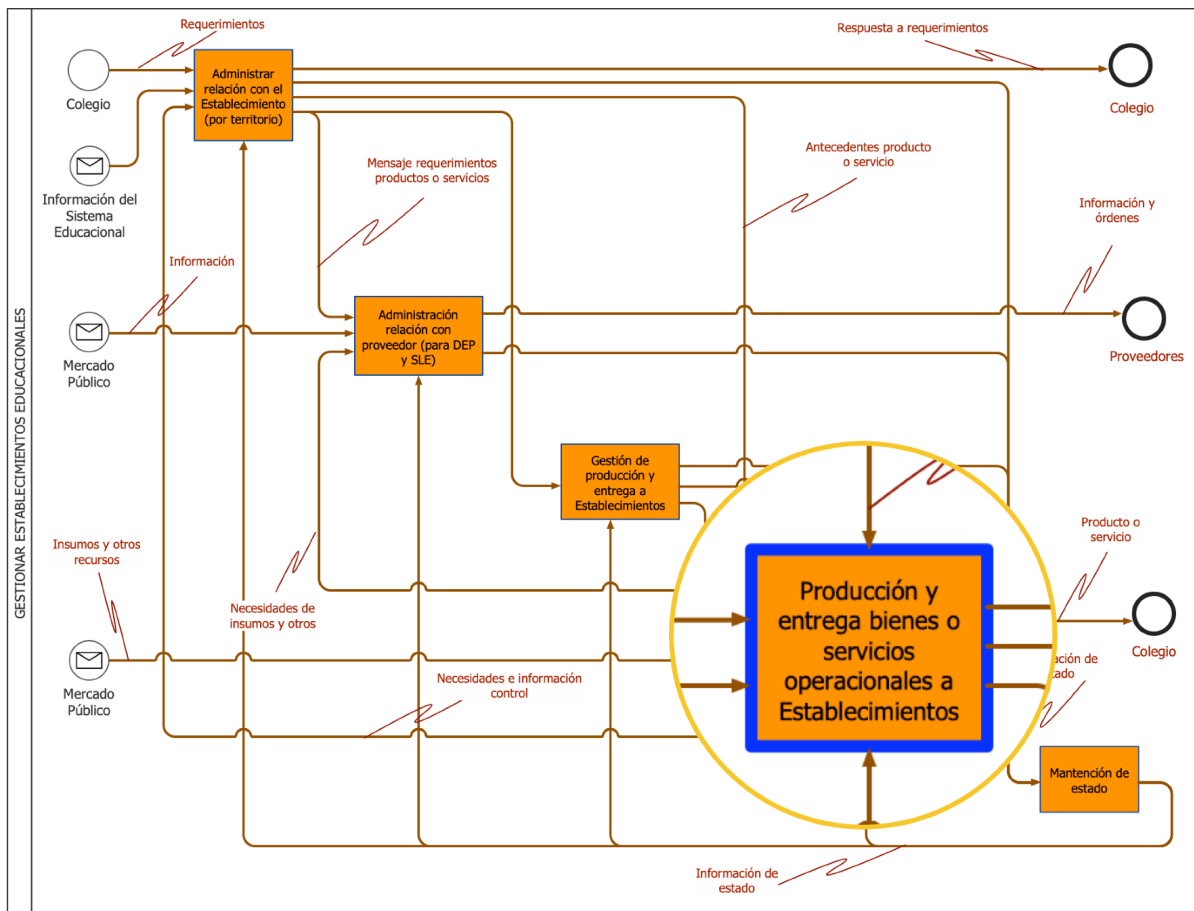 GESTIONAR ESTABLECIMIENTOS EDUCACIONALES
Requerimientos
Respuesta a requerimientos
Colegio
Administrar
relación con el
Establecimiento
(por territorio)
Colegio
Mensaje requerimientos
productos o servicios
Antecedentes producto
o servicio
Información del
Sistema
Educacional
Información y
órdenes
Información
Mercado
Público
Administración
relación con
proveedor (para DEP
y SLE)
Proveedores
Gestión de
producción y
entrega a
Establecimientos
Insumos y otros
recursos
Producto o
servicio
Necesidades de
insumos y otros
Producción y
entrega bienes o
servicios
operacionales a
Establecimientos
Colegio
Mercado
Público
Necesidades e información
control
ación de
tado
Mantención de
estado
Información de
estado